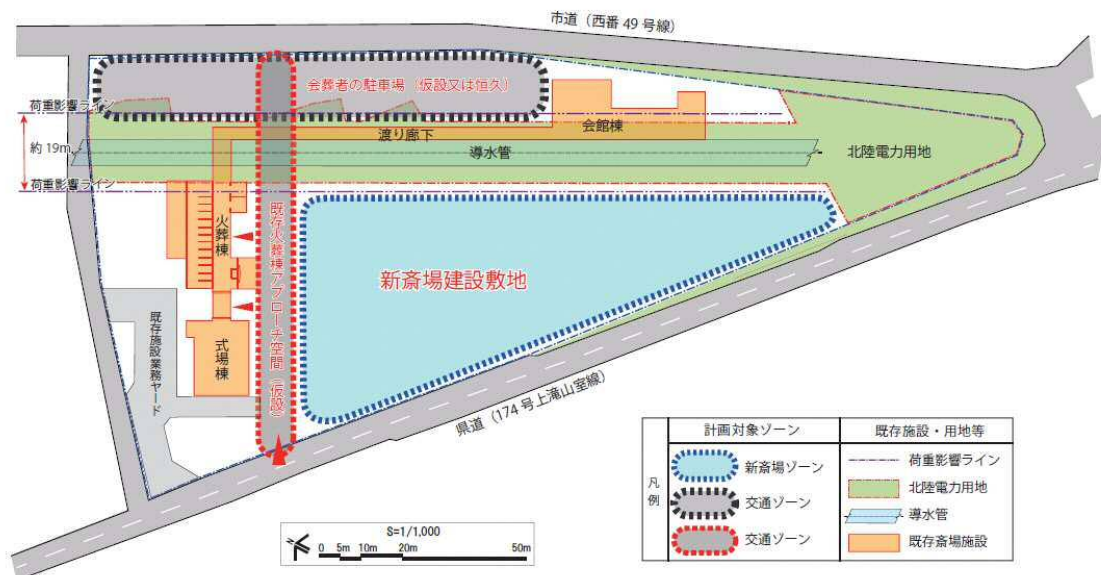 市道（西番 49 号線）
会葬者の駐車場（仮設又は恒久）
荷重影響ライン
渡り廊下
会館棟
約 19m
導水管
北陸電力用地
荷重影響ライン
火葬棟
既存火葬棟アプローチ空間（仮設）
新斎場建設敷地
式場棟
既存施設業務ヤード
県道（174 号上滝山室線）
凡例
計画対象ゾーン
既存施設・用地等
新斎場ゾーン
荷重影響ライン
交通ゾーン
北陸電力用地
導水管
交通ゾーン
既存斎場施設
S=1/1,000
0 5m 10m 20m 50m